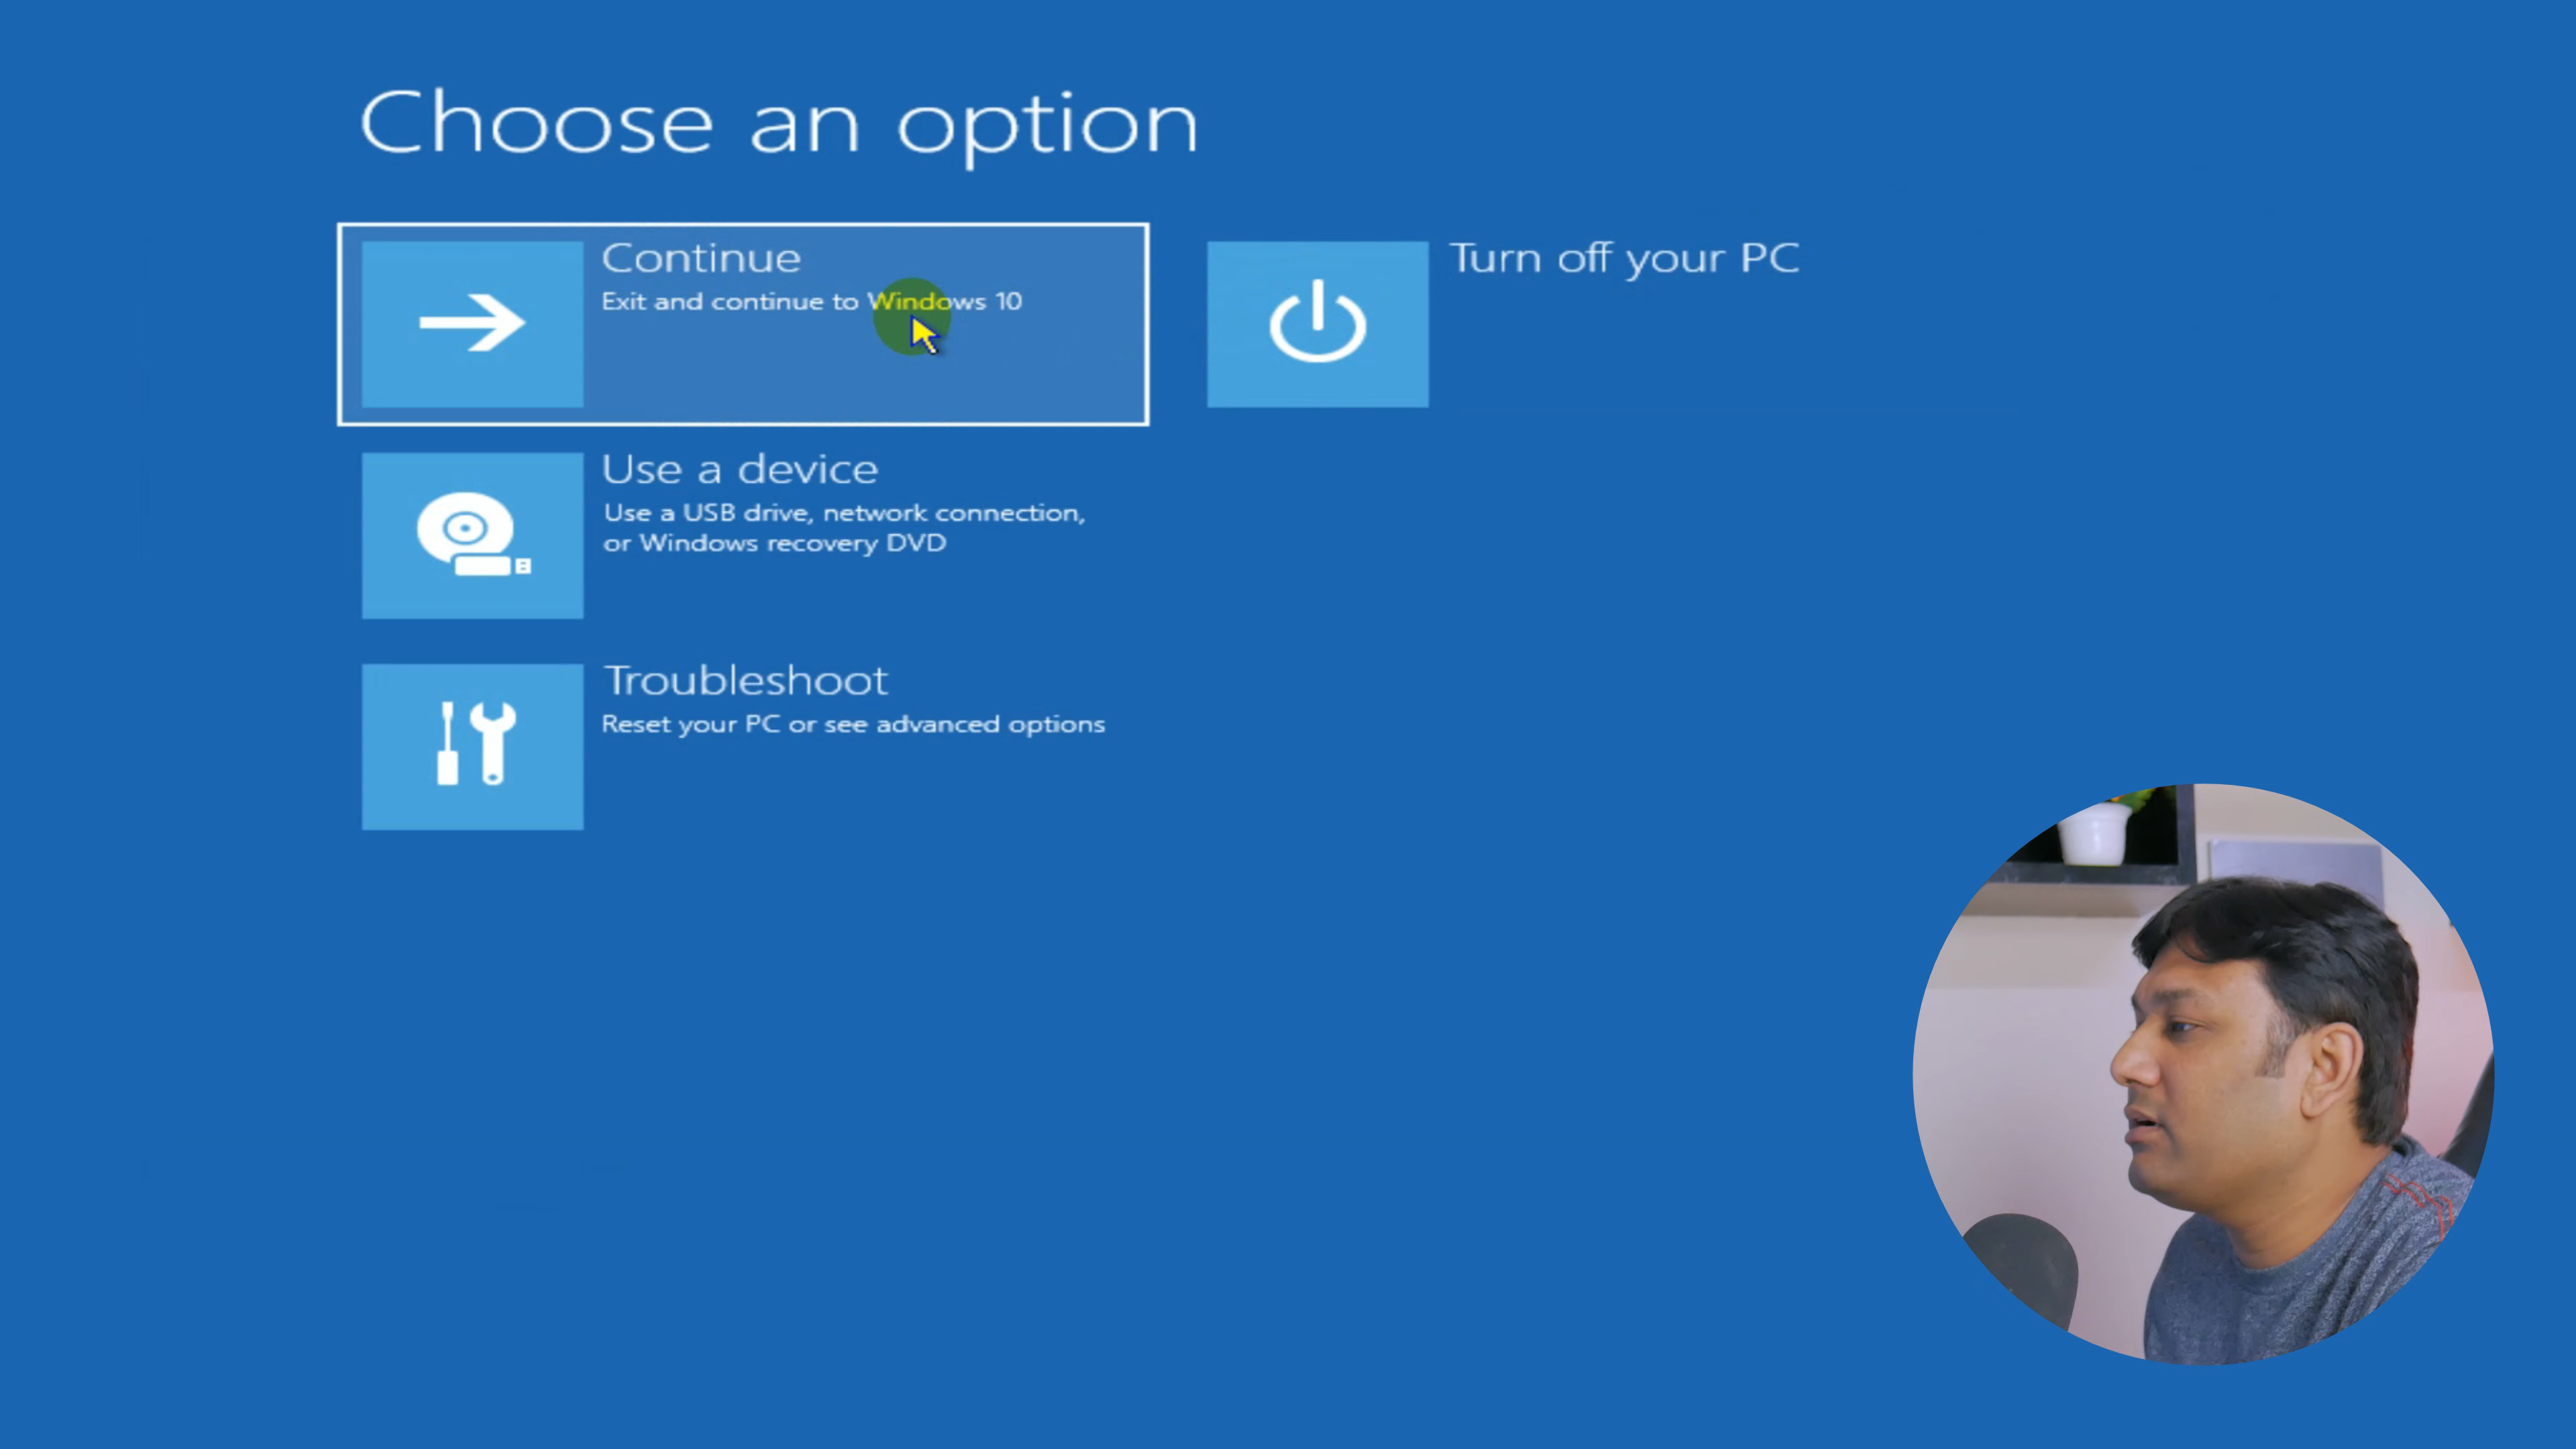 Choose an option
Continue
Exit and continue to Windows 10
Turn off your PC
Use a device
Use a USB drive, network connection,
or Windows recovery DVD
Troubleshoot
Reset your PC or see advanced options